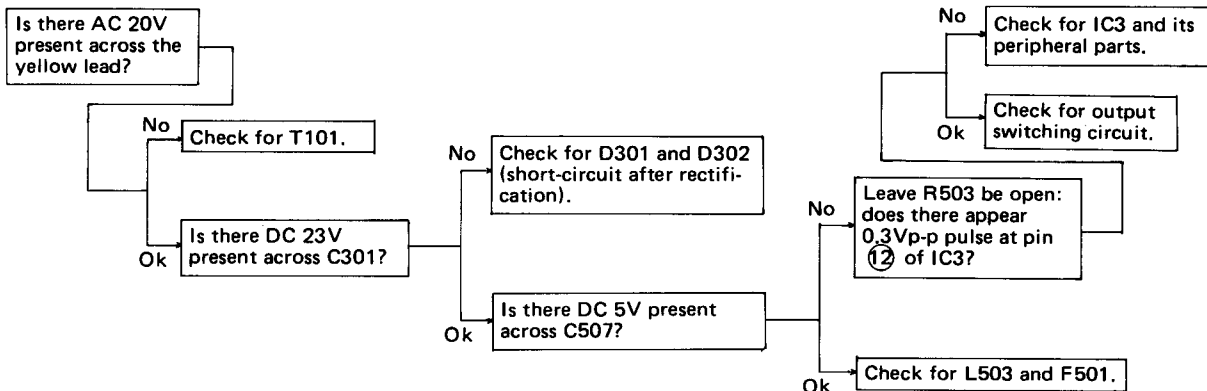 Is there AC 20V
present across the
yellow lead?
No
Check for T101.
Ok
Is there DC 23V
present across C301?
No
Check for D301 and D302
(short-circuit after rectifi-
cation).
Ok
Is there DC 5V present
across C507?
No
Leave R503 be open:
does there appear
0.3Vp-p pulse at pin
⑫ of IC3?
No
Check for IC3 and its
peripheral parts.
Ok
Check for output
switching circuit.
Ok
Check for L503 and F501.